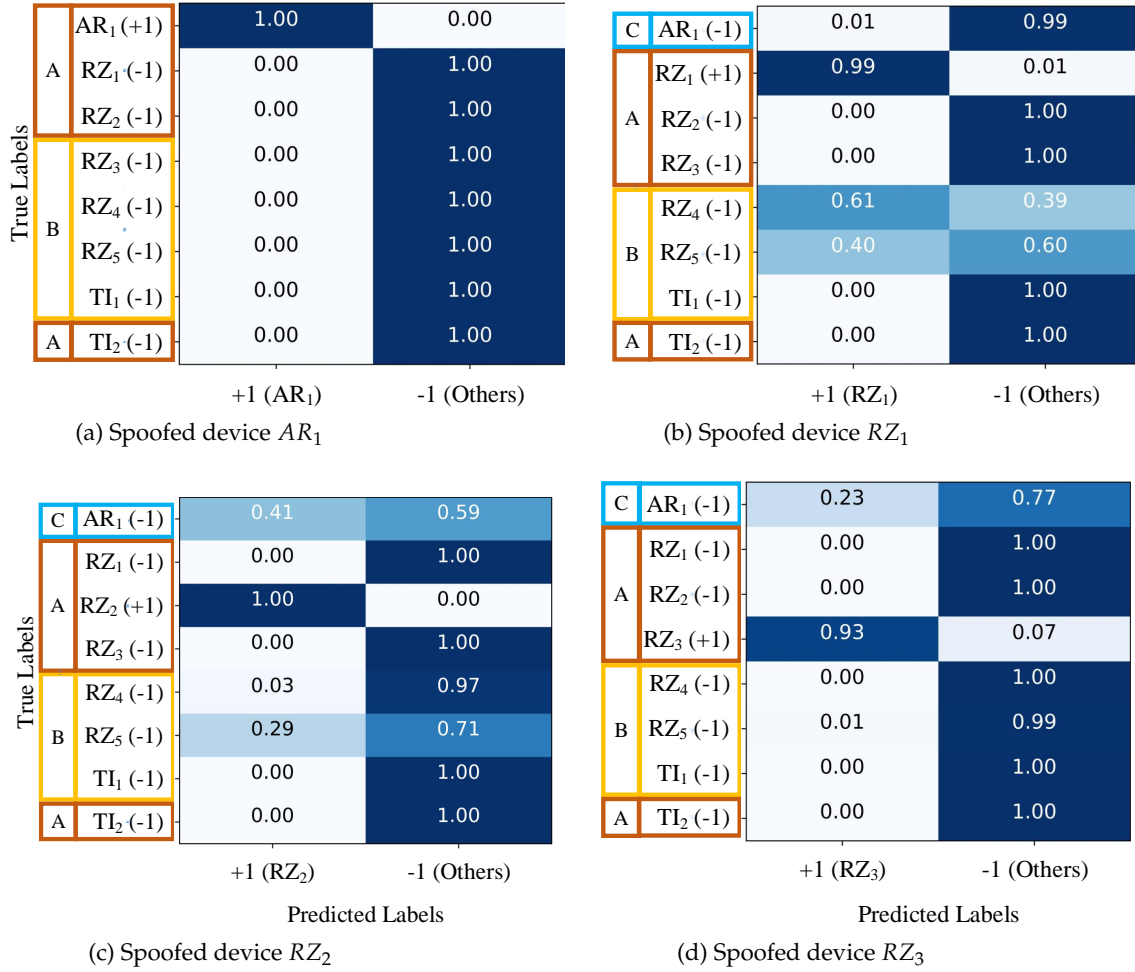 AR₁ (+1) 1.00 0.00
A RZ₁ (-1) 0.00 1.00
RZ₂ (-1) 0.00 1.00
RZ₃ (-1) 0.00 1.00
RZ₄ (-1) 0.00 1.00
B RZ₅ (-1) 0.00 1.00
TI₁ (-1) 0.00 1.00
A TI₂ (-1) 0.00 1.00
True Labels
+1 (AR₁) -1 (Others)
(a) Spoofed device AR₁
C AR₁ (-1) 0.01 0.99
RZ₁ (+1) 0.99 0.01
A RZ₂ (-1) 0.00 1.00
RZ₃ (-1) 0.00 1.00
RZ₄ (-1) 0.61 0.39
B RZ₅ (-1) 0.40 0.60
TI₁ (-1) 0.00 1.00
A TI₂ (-1) 0.00 1.00
+1 (RZ₁) -1 (Others)
(b) Spoofed device RZ₁
C AR₁ (-1) 0.41 0.59
RZ₁ (-1) 0.00 1.00
A RZ₂ (+1) 1.00 0.00
RZ₃ (-1) 0.00 1.00
RZ₄ (-1) 0.03 0.97
B RZ₅ (-1) 0.29 0.71
TI₁ (-1) 0.00 1.00
A TI₂ (-1) 0.00 1.00
True Labels
+1 (RZ₂) -1 (Others)
Predicted Labels
(c) Spoofed device RZ₂
C AR₁ (-1) 0.23 0.77
RZ₁ (-1) 0.00 1.00
A RZ₂ (-1) 0.00 1.00
RZ₃ (+1) 0.93 0.07
RZ₄ (-1) 0.00 1.00
B RZ₅ (-1) 0.01 0.99
TI₁ (-1) 0.00 1.00
A TI₂ (-1) 0.00 1.00
+1 (RZ₃) -1 (Others)
Predicted Labels
(d) Spoofed device RZ₃